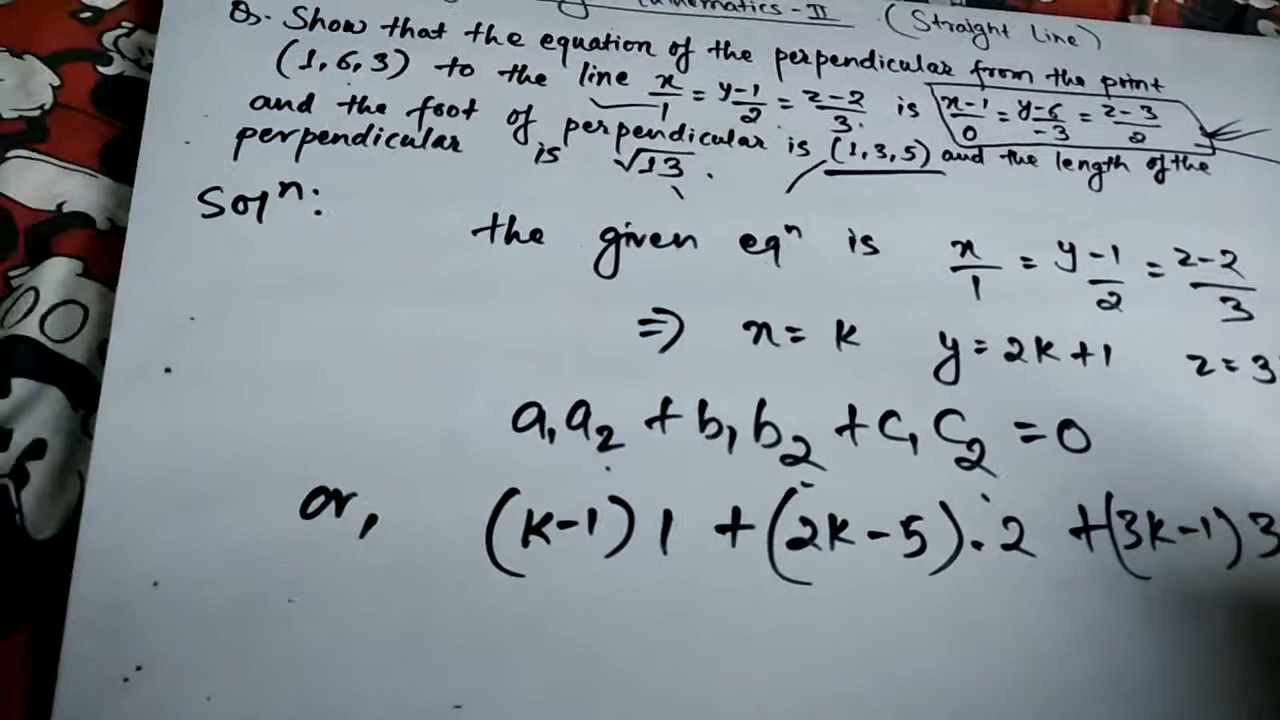 Mathematics - II (Straight Line)
Q. Show that the equation of the perpendicular from the print
(1, 6, 3) to the line x/1 = y-1/2 = z-2/3. is x-1/0 = y-6/-3 = z-3/2
and the foot of perpendicular is (1, 3, 5) and the length of the
perpendicular is √13.
Solⁿ:
the given eqⁿ is x/1 = y-1/2 = z-2/3
⇒ x = k y = 2k+1 z = 3
a₁a₂ + b₁b₂ + c₁c₂ = 0
or, (k-1) 1 + (2k-5).2 + (3k-1) 3